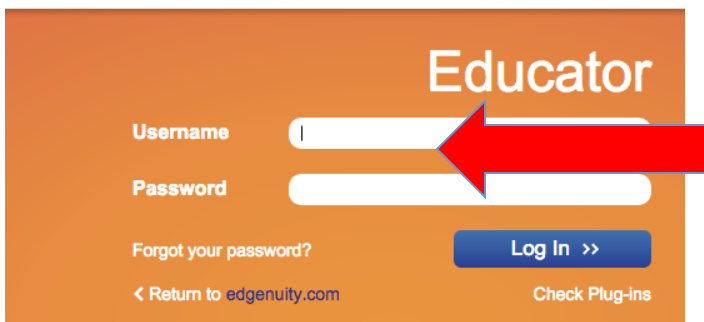 Educator
Username
Password
Forgot your password? Log In >>
< Return to edgenuity.com Check Plug-ins